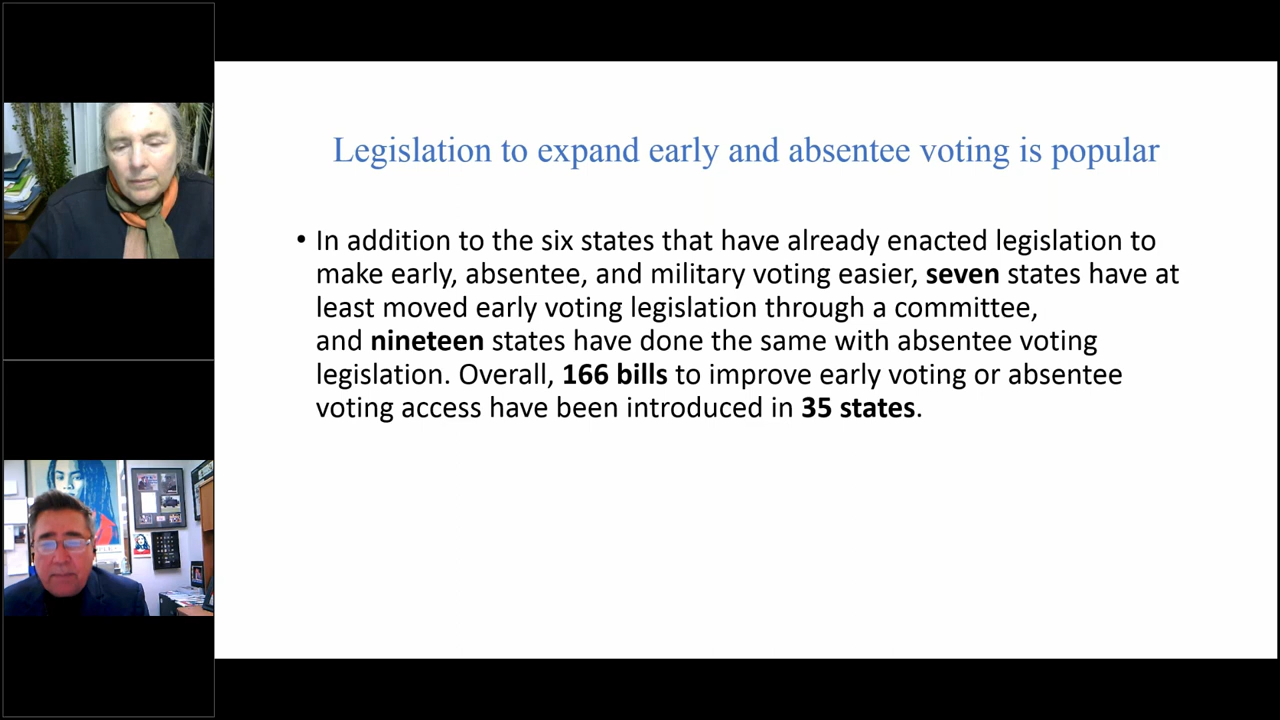 Legislation to expand early and absentee voting is popular
• In addition to the six states that have already enacted legislation to
make early, absentee, and military voting easier, seven states have at
least moved early voting legislation through a committee,
and nineteen states have done the same with absentee voting
legislation. Overall, 166 bills to improve early voting or absentee
voting access have been introduced in 35 states.